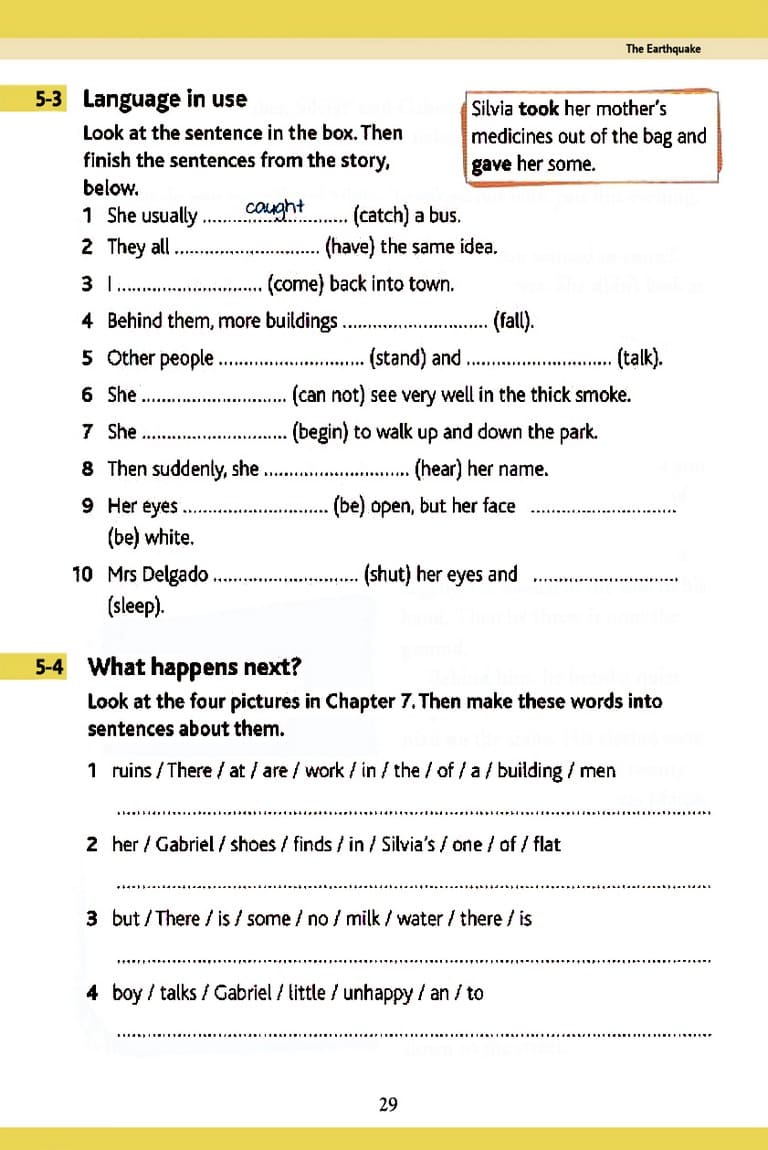 The Earthquake
5-3 Language in use
Look at the sentence in the box. Then
finish the sentences from the story,
below.
Silvia took her mother's
medicines out of the bag and
gave her some.
1 She usually ......caught...... (catch) a bus.
2 They all ............................ (have) the same idea.
3 I ............................ (come) back into town.
4 Behind them, more buildings ............................ (fall).
5 Other people ............................ (stand) and ............................ (talk).
6 She ............................ (can not) see very well in the thick smoke.
7 She ............................ (begin) to walk up and down the park.
8 Then suddenly, she ............................ (hear) her name.
9 Her eyes ............................ (be) open, but her face ............................
(be) white.
10 Mrs Delgado ............................ (shut) her eyes and ............................
(sleep).
5-4 What happens next?
Look at the four pictures in Chapter 7. Then make these words into
sentences about them.
1 ruins / There / at / are / work / in / the / of / a / building / men
2 her / Gabriel / shoes / finds / in / Silvia's / one / of / flat
3 but / There / is / some / no / milk / water / there / is
4 boy / talks / Gabriel / little / unhappy / an / to
29